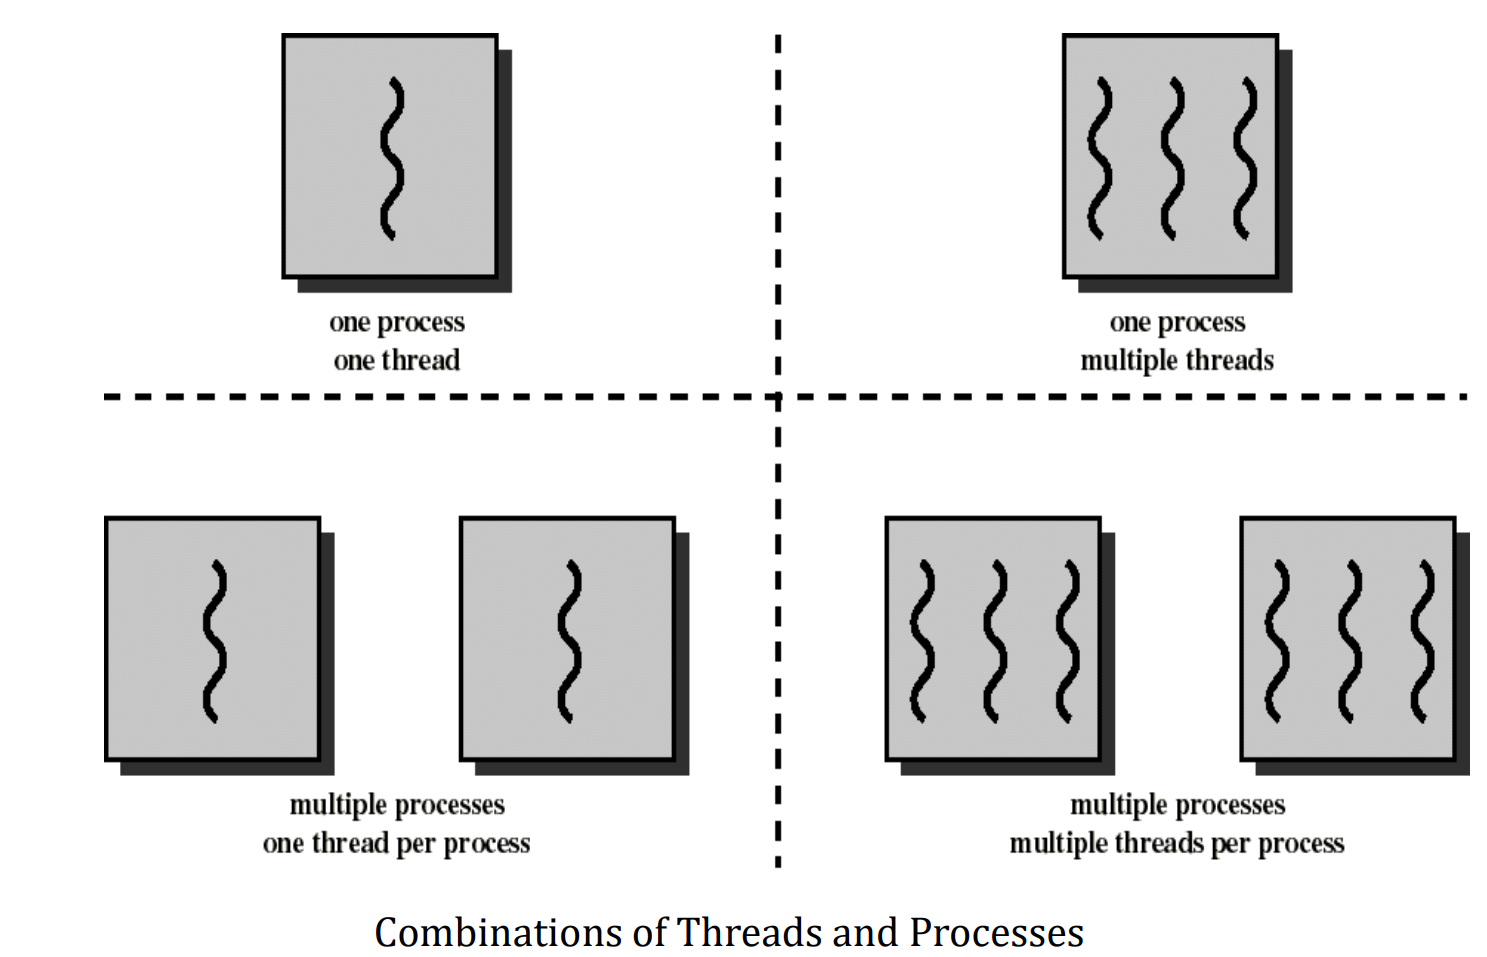 one process
one thread
one process
multiple threads
multiple processes
one thread per process
multiple processes
multiple threads per process
Combinations of Threads and Processes